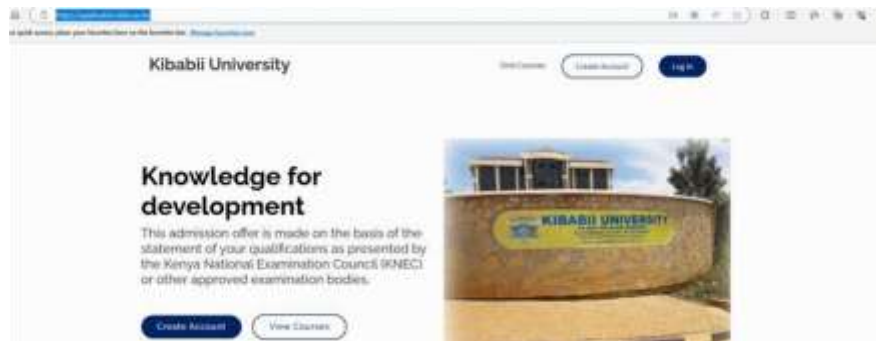 Kibabii University
View Courses
Create Account
Log In
Knowledge for
development
This admission offer is made on the basis of the
statement of your qualifications as presented by
the Kenya National Examination Council (KNEC)
or other approved examination bodies.
KIBABII UNIVERSITY
Create Account
View Courses